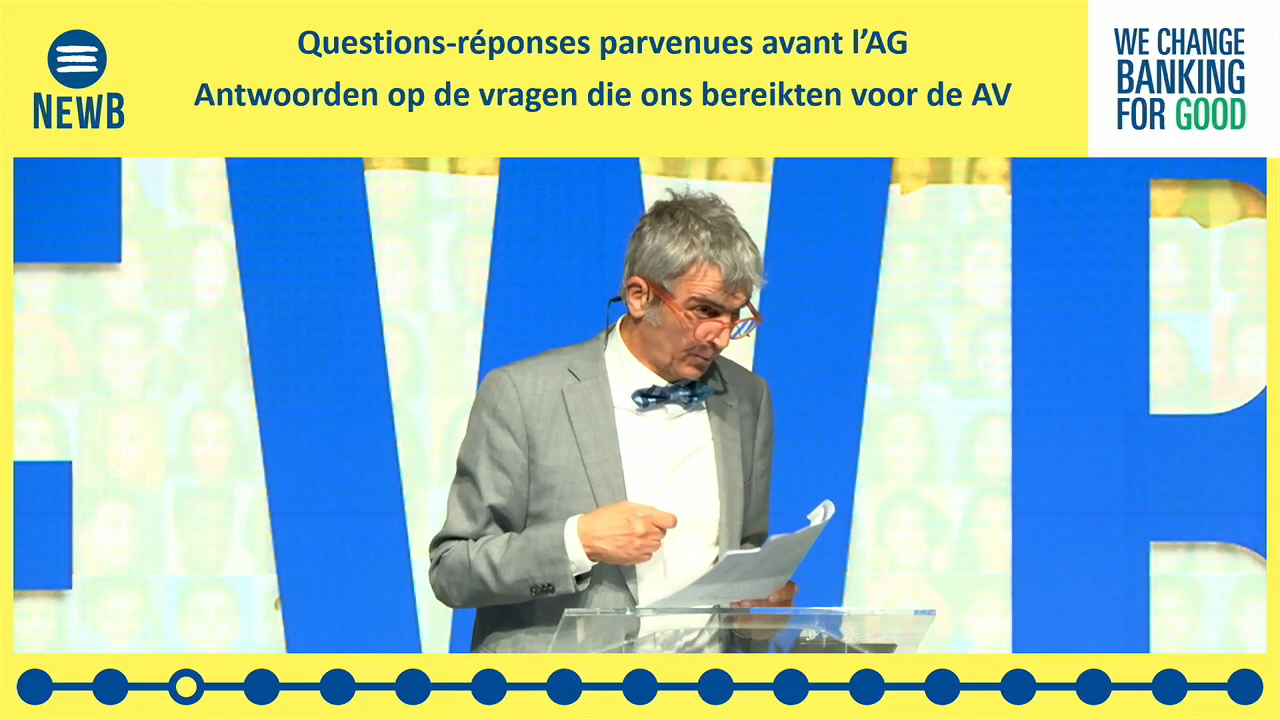 Questions-réponses parvenues avant l'AG
Antwoorden op de vragen die ons bereikten voor de AV
NEWB
WE CHANGE
BANKING
FOR GOOD
EWB